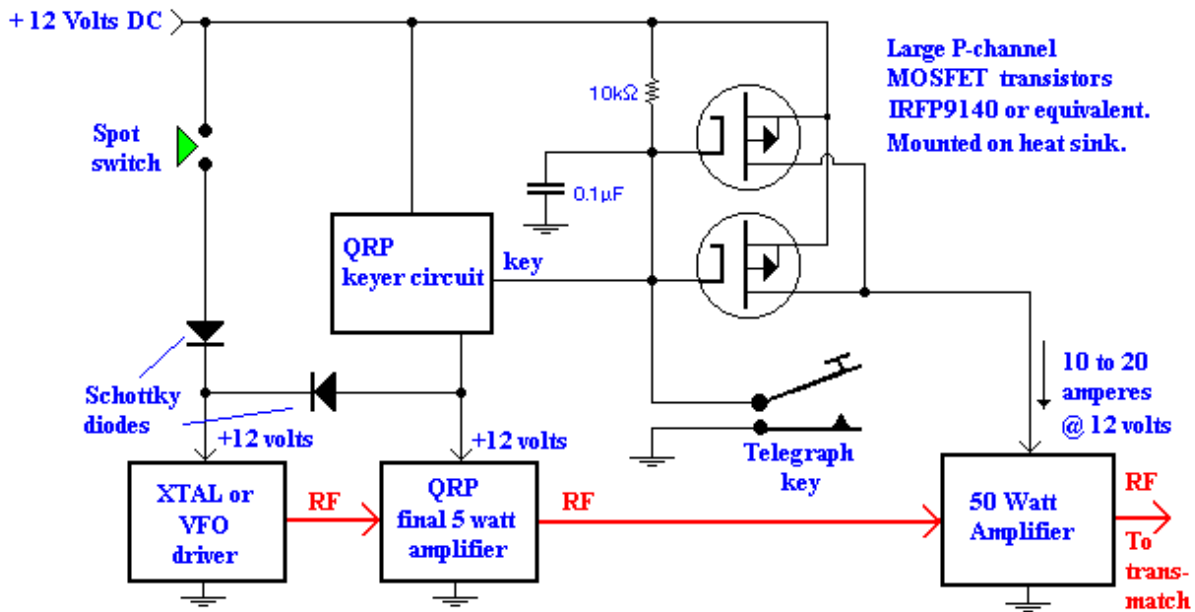 + 12 Volts DC
Large P-channel
MOSFET transistors
IRFP9140 or equivalent.
Mounted on heat sink.
10kΩ
Spot
switch
0.1µF
QRP
keyer circuit
key
Schottky
diodes
10 to 20
amperes
@ 12 volts
+12 volts
+12 volts
Telegraph
key
XTAL or
VFO
driver
RF
QRP
final 5 watt
amplifier
RF
50 Watt
Amplifier
RF
To
trans-
match